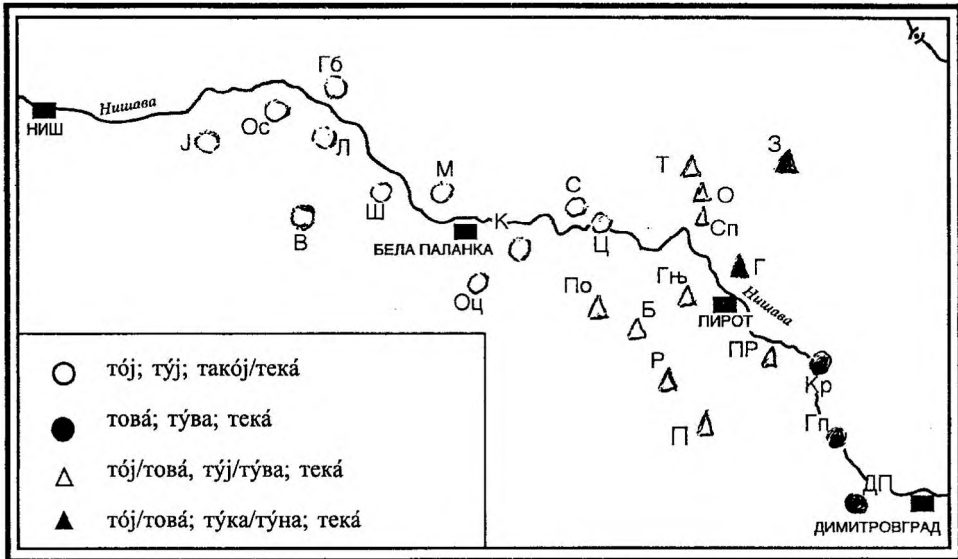 Гб
Нишава
НИШ
Ос
Ј
Л
Т
З
М
О
С
Ш
Сп
В
К
Ц
БЕЛА ПАЛАНКА
Г
Оц
По
Гњ
Нишава
Б
ПИРОТ
ПР
Р
Кр
П
Гп
ДП
ДИМИТРОВГРАД
то́ј; ту́ј; тако́ј/тека́
това́; ту́ва; тека́
то́ј/това́, ту́ј/ту́ва; тека́
то́ј/това́; ту́ка/ту́на; тека́